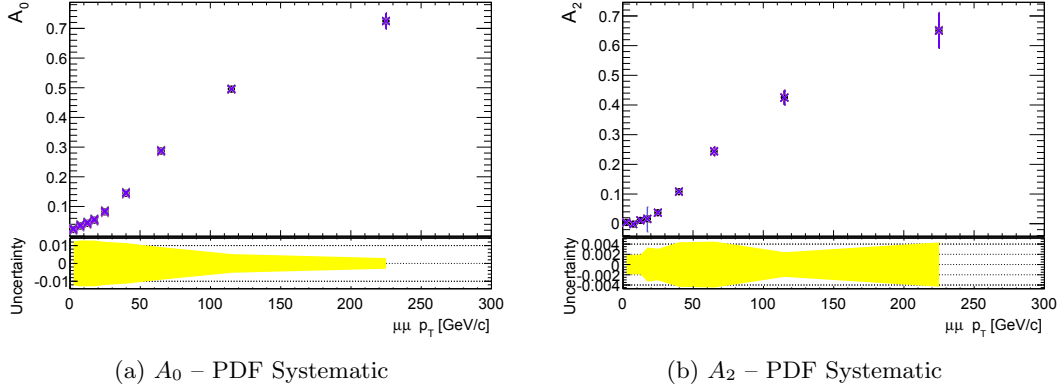 A0
0.7
0.6
0.5
0.4
0.3
0.2
0.1
Uncertainty
0.01
0
-0.01
0 50 100 150 200 250 300
μμ pT [GeV/c]
(a) A0 – PDF Systematic
A2
0.7
0.6
0.5
0.4
0.3
0.2
0.1
0
Uncertainty
0.004
0.002
0
-0.002
-0.004
0 50 100 150 200 250 300
μμ pT [GeV/c]
(b) A2 – PDF Systematic